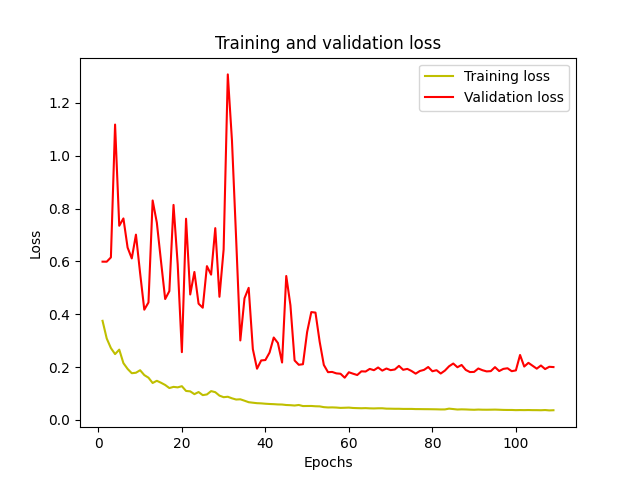 Training and validation loss
Training loss
Validation loss
1.2
1.0
0.8
0.6
0.4
0.2
0.0
Loss
0 20 40 60 80 100
Epochs